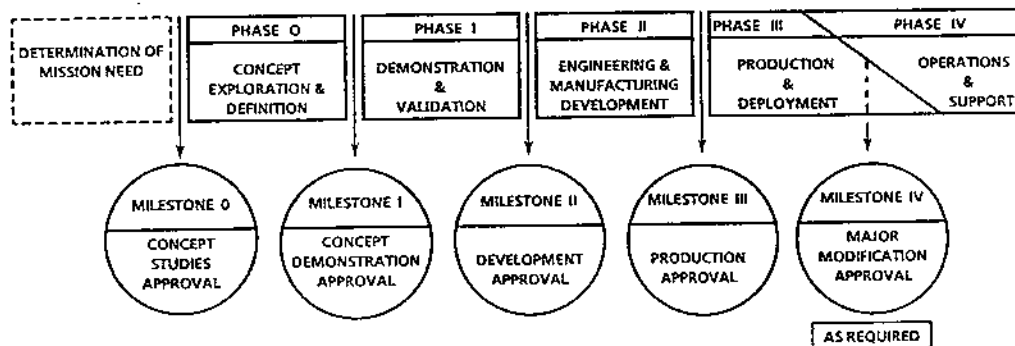 DETERMINATION OF
MISSION NEED
PHASE 0
CONCEPT
EXPLORATION &
DEFINITION
PHASE I
DEMONSTRATION
&
VALIDATION
PHASE II
ENGINEERING &
MANUFACTURING
DEVELOPMENT
PHASE III
PRODUCTION
&
DEPLOYMENT
PHASE IV
OPERATIONS
&
SUPPORT
MILESTONE 0
CONCEPT
STUDIES
APPROVAL
MILESTONE I
CONCEPT
DEMONSTRATION
APPROVAL
MILESTONE II
DEVELOPMENT
APPROVAL
MILESTONE III
PRODUCTION
APPROVAL
MILESTONE IV
MAJOR
MODIFICATION
APPROVAL
AS REQUIRED